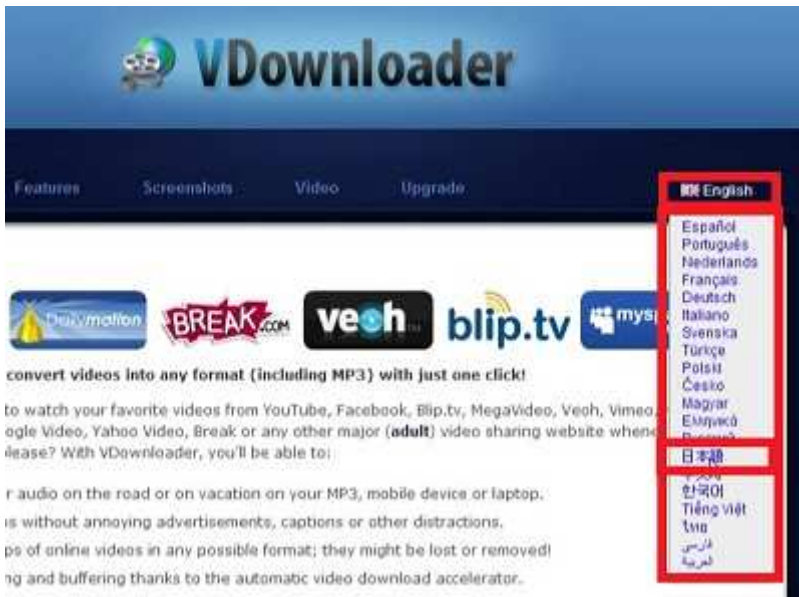 VDownloader
Features Screenshots Video Upgrade
English
Español
Português
Nederlands
Français
Deutsch
Italiano
Svenska
Türkçe
Polski
Česko
Magyar
Ελληνικά
日本語
한국어
Tiếng Việt
ไทย
فارسی
العربية
Dailymotion BREAK.COM veoh blip.tv mysp
convert videos into any format (including MP3) with just one click!
to watch your favorite videos from YouTube, Facebook, Blip.tv, MegaVideo, Veoh, Vimeo,
ogle Video, Yahoo Video, Break or any other major (adult) video sharing website whene
lease? With VDownloader, you'll be able to:
r audio on the road or on vacation on your MP3, mobile device or laptop.
s without annoying advertisements, captions or other distractions.
ps of online videos in any possible format; they might be lost or removed!
ng and buffering thanks to the automatic video download accelerator.